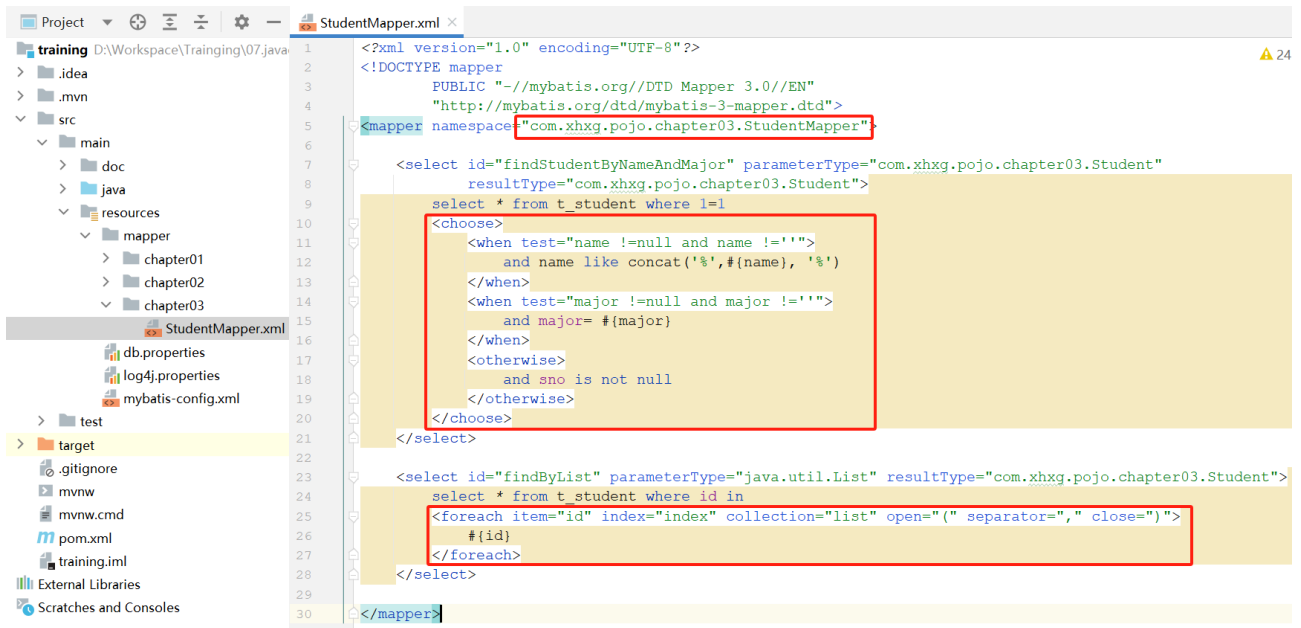 Project
StudentMapper.xml
training D:\Workspace\Trainging\07.java
.idea
.mvn
src
main
doc
java
resources
mapper
chapter01
chapter02
chapter03
StudentMapper.xml
db.properties
log4j.properties
mybatis-config.xml
test
target
.gitignore
mvnw
mvnw.cmd
pom.xml
training.iml
External Libraries
Scratches and Consoles
24
1 <?xml version="1.0" encoding="UTF-8"?>
2 <!DOCTYPE mapper
3 PUBLIC "-//mybatis.org//DTD Mapper 3.0//EN"
4 "http://mybatis.org/dtd/mybatis-3-mapper.dtd">
5 <mapper namespace="com.xhxg.pojo.chapter03.StudentMapper">
6
7 <select id="findStudentByNameAndMajor" parameterType="com.xhxg.pojo.chapter03.Student"
8 resultType="com.xhxg.pojo.chapter03.Student">
9 select * from t_student where 1=1
10 <choose>
11 <when test="name !=null and name !=''">
12 and name like concat('%',#{name}, '%')
13 </when>
14 <when test="major !=null and major !=''">
15 and major= #{major}
16 </when>
17 <otherwise>
18 and sno is not null
19 </otherwise>
20 </choose>
21 </select>
22
23 <select id="findByList" parameterType="java.util.List" resultType="com.xhxg.pojo.chapter03.Student">
24 select * from t_student where id in
25 <foreach item="id" index="index" collection="list" open="(" separator="," close=")">
26 #{id}
27 </foreach>
28 </select>
29
30 </mapper>